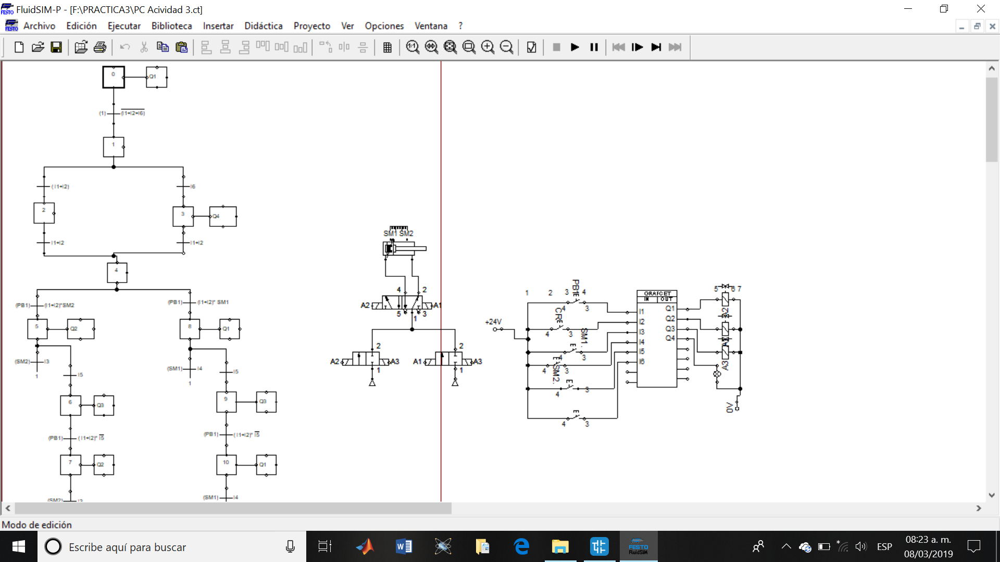 FluidSIM-P - [F:\PRACTICA3\PC Acividad 3.ct]
Archivo Edición Ejecutar Biblioteca Insertar Didáctica Proyecto Ver Opciones Ventana ?
0 Q1
(1) (I1+I2+I6)
1
(I1+I2) I6
2 3 Q4
I1+I2 I1+I2
4
(PB1) (I1+I2)*SM2 (PB1) (I1+I2)* SM1
5 Q2 8 Q1
(SM2) I3 (SM1) I4
1 I5 1 I5
6 Q3 9 Q3
(PB1) (I1+I2)* I5 (PB1) (I1+I2)* I5
7 Q2 10 Q1
(SM2) I3 (SM1) I4
SM1 SM2
4 2
A2 A1
5 1 3
2 2
A2 A3 A1 A3
1 1
1 2 3 4 5 6 7
PB1
4 3
CRE
4 3
SM1.
4 3
SM2.
4 3
4 3
4 3
+24V
GRAFCET
IN OUT
I1 Q1
I2 Q2
I3 Q3
I4 Q4
I5
I6
A2
A3
0V
Modo de edición
Escribe aquí para buscar
FESTO
FluidSIM
ESP
08:23 a. m.
08/03/2019